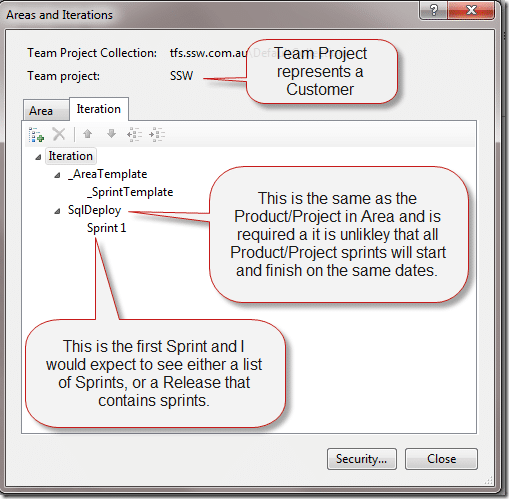 Areas and Iterations
Team Project Collection: tfs.ssw.com.au\Def
Team project: SSW
Team Project
represents a
Customer
Area
Iteration
Iteration
_AreaTemplate
_SprintTemplate
SqlDeploy
Sprint 1
This is the same as the
Product/Project in Area and is
required a it is unlikley that all
Product/Project sprints will start
and finish on the same dates.
This is the first Sprint and I
would expect to see either a list
of Sprints, or a Release that
contains sprints.
Security...
Close